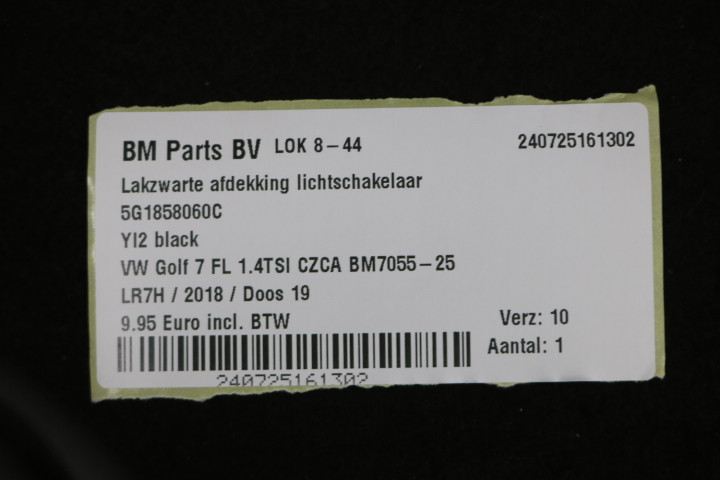 BM Parts BV LOK 8-44 240725161302
Lakzwarte afdekking lichtschakelaar
5G1858060C
YI2 black
VW Golf 7 FL 1.4TSI CZCA BM7055-25
LR7H / 2018 / Doos 19
9.95 Euro incl. BTW Verz: 10
Aantal: 1
240725161302